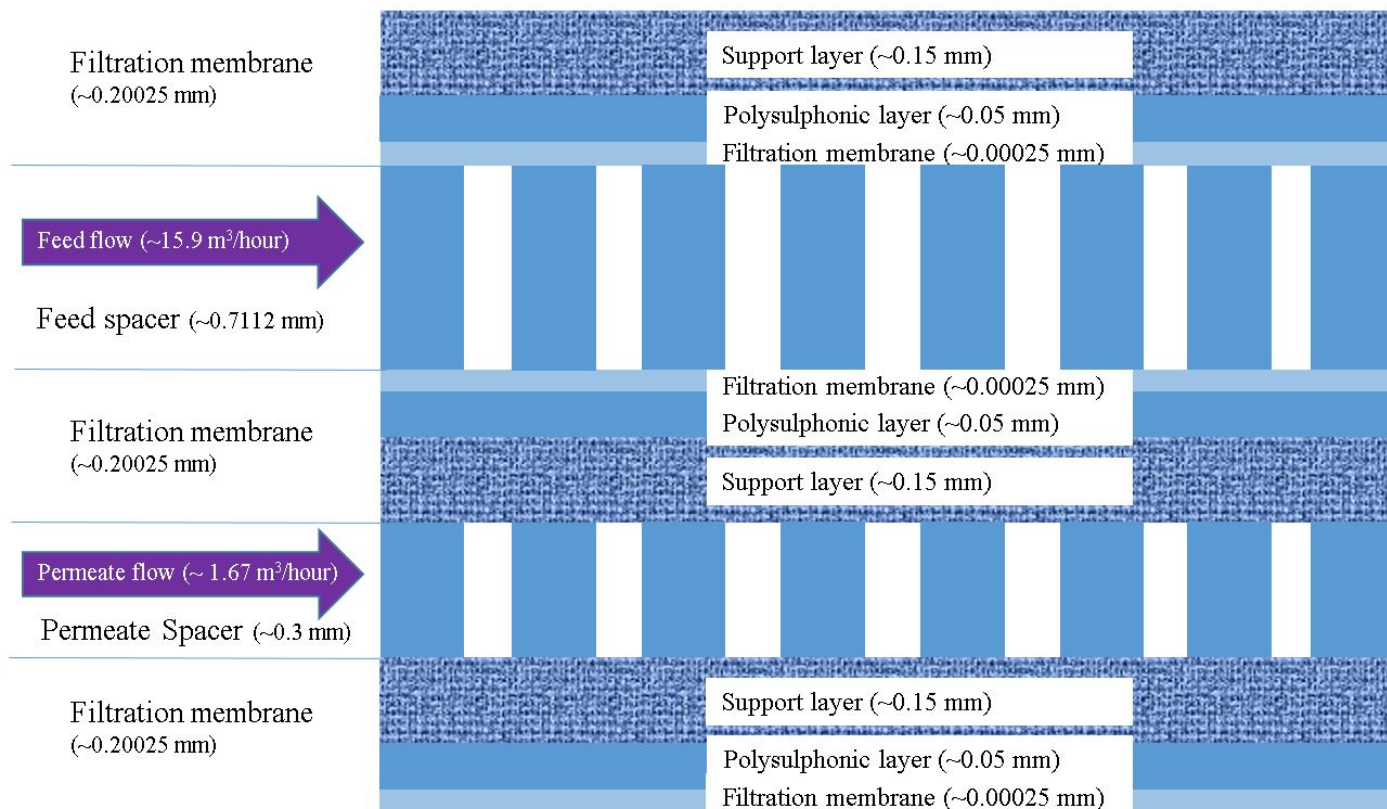 Filtration membrane
(~0.20025 mm)
Support layer (~0.15 mm)
Polysulphonic layer (~0.05 mm)
Filtration membrane (~0.00025 mm)
Feed flow (~15.9 m³/hour)
Feed spacer (~0.7112 mm)
Filtration membrane (~0.00025 mm)
Polysulphonic layer (~0.05 mm)
Filtration membrane
(~0.20025 mm)
Support layer (~0.15 mm)
Permeate flow (~ 1.67 m³/hour)
Permeate Spacer (~0.3 mm)
Filtration membrane
(~0.20025 mm)
Support layer (~0.15 mm)
Polysulphonic layer (~0.05 mm)
Filtration membrane (~0.00025 mm)